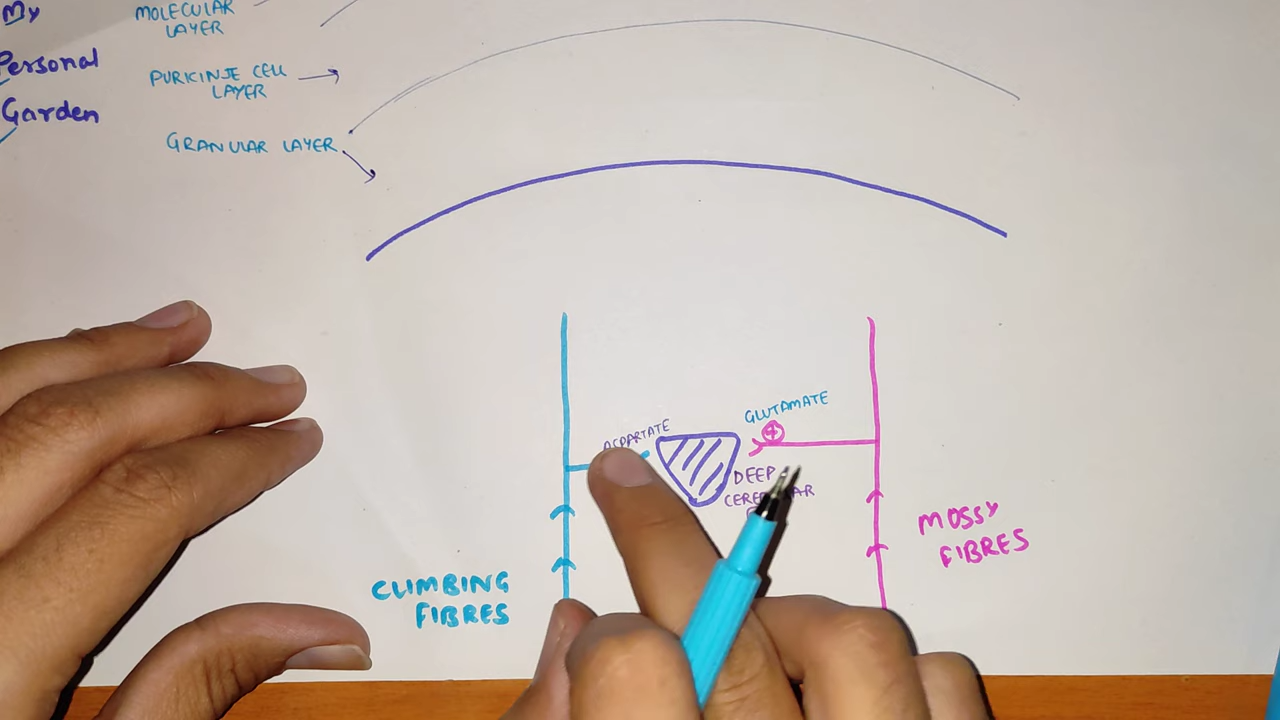 My
Personal
Garden
MOLECULAR
LAYER
PURKINJE CELL
LAYER
GRANULAR LAYER
ASPARTATE
GLUTAMATE
DEEP
MOSSY
FIBRES
CLIMBING
FIBRES